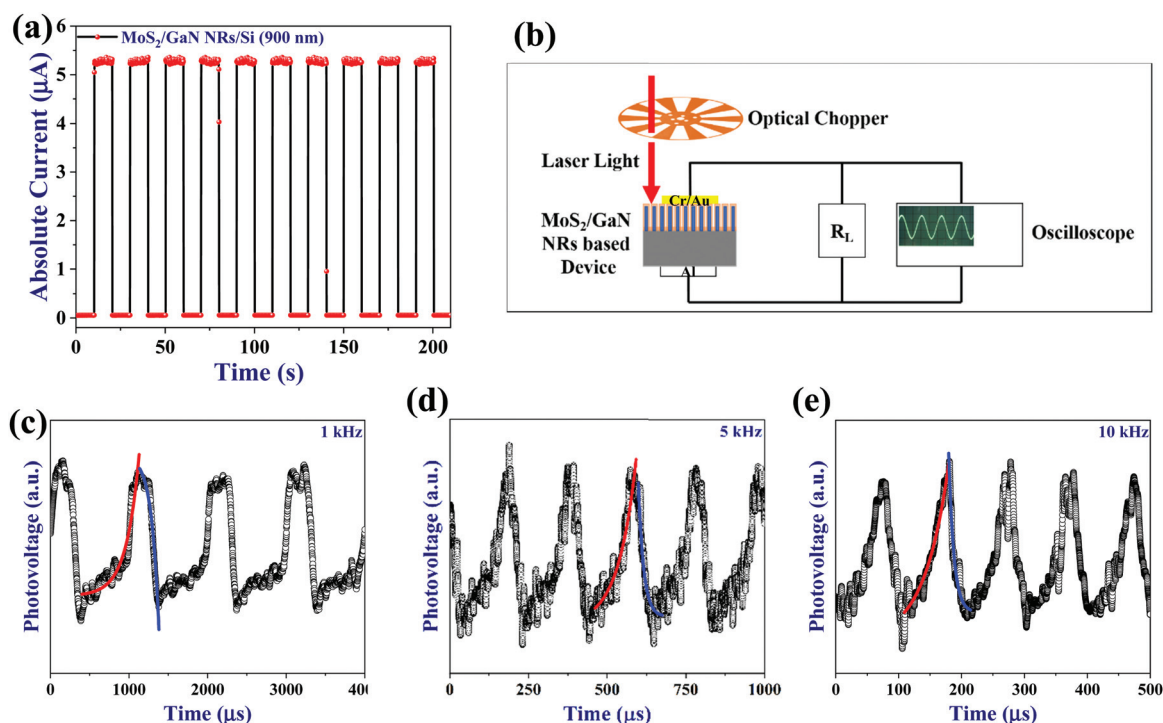 (a)
MoS₂/GaN NRs/Si (900 nm)
Absolute Current (μA)
6
5
4
3
2
1
0
0 50 100 150 200
Time (s)
(b)
Optical Chopper
Laser Light
Cr/Au
MoS₂/GaN
NRs based
Device
Al
R_L
Oscilloscope
(c)
1 kHz
Photovoltage (a.u.)
0 1000 2000 3000 400
Time (μs)
(d)
5 kHz
Photovoltage (a.u.)
0 250 500 750 1000
Time (μs)
(e)
10 kHz
Photovoltage (a.u.)
0 100 200 300 400 500
Time (μs)